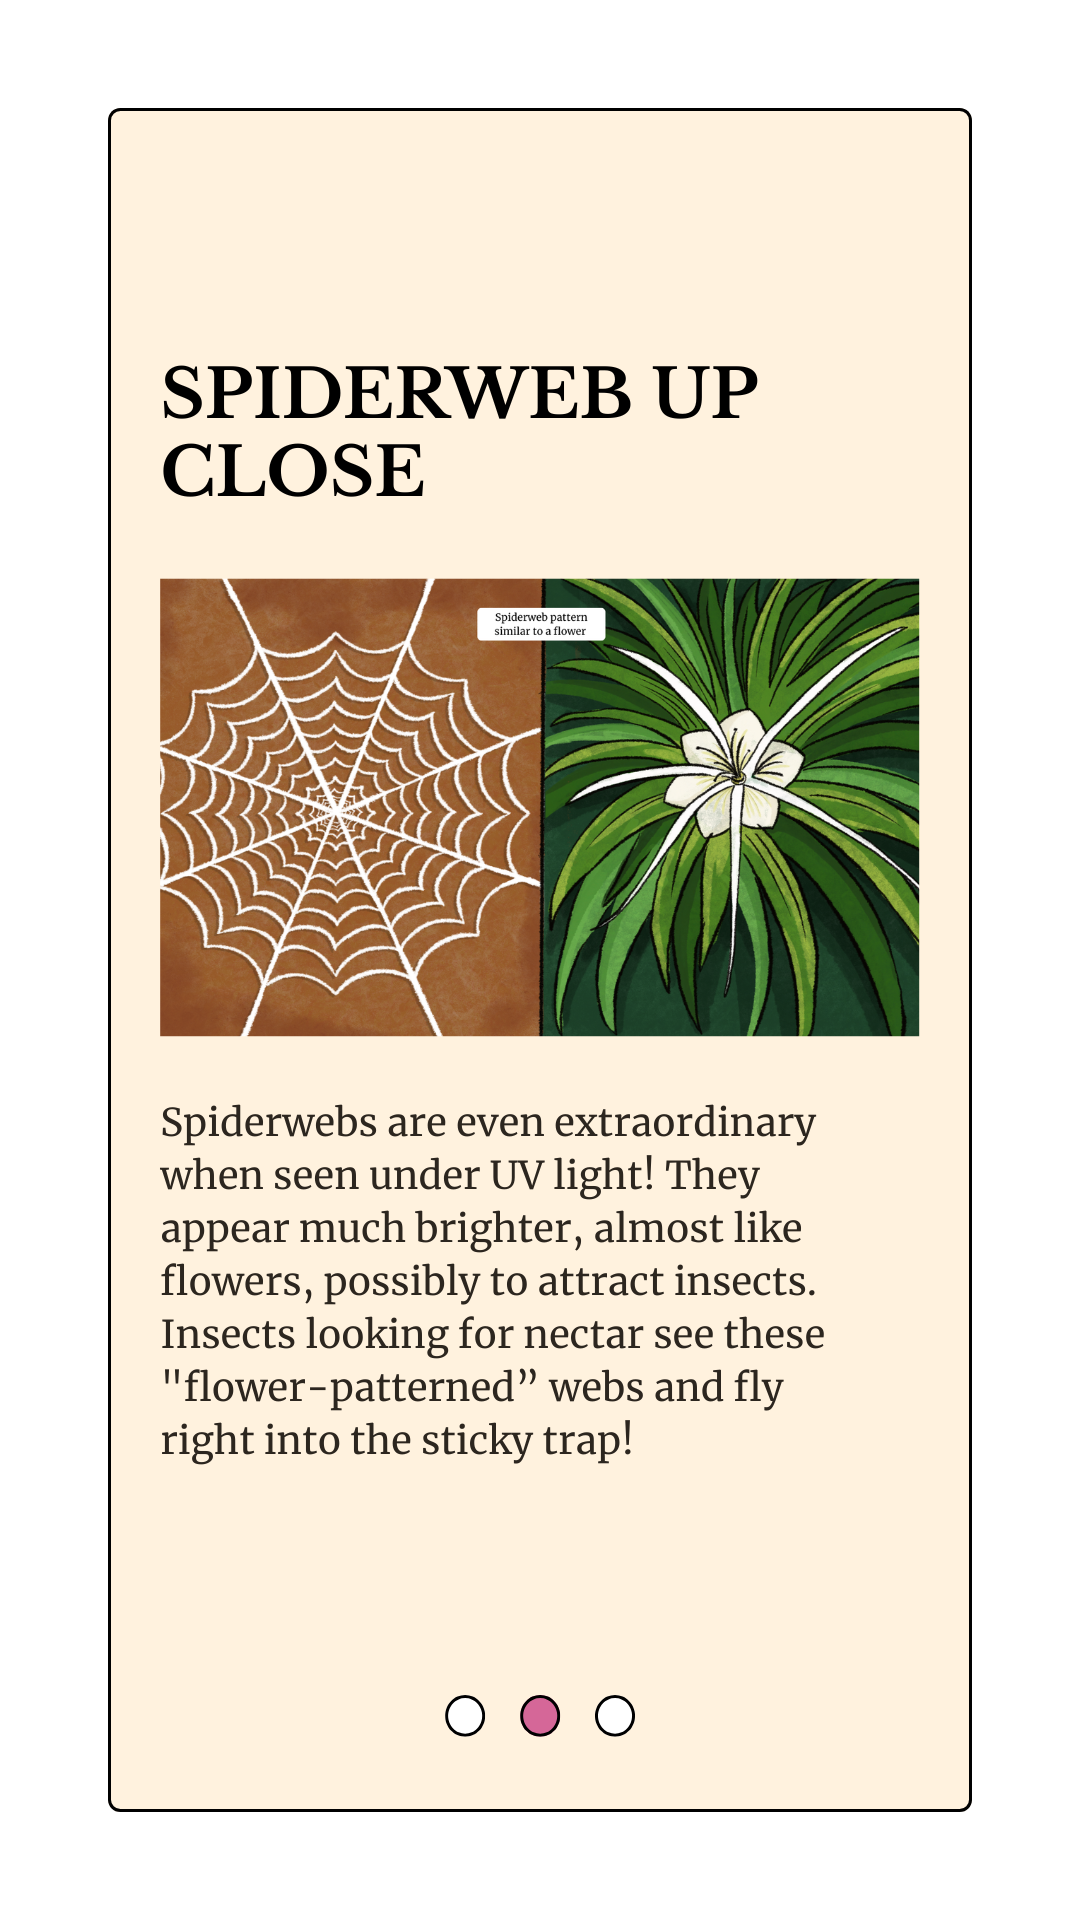 SPIDERWEB UP
CLOSE
Spiderweb pattern
similar to a flower
Spiderwebs are even extraordinary
when seen under UV light! They
appear much brighter, almost like
flowers, possibly to attract insects.
Insects looking for nectar see these
"flower-patterned” webs and fly
right into the sticky trap!